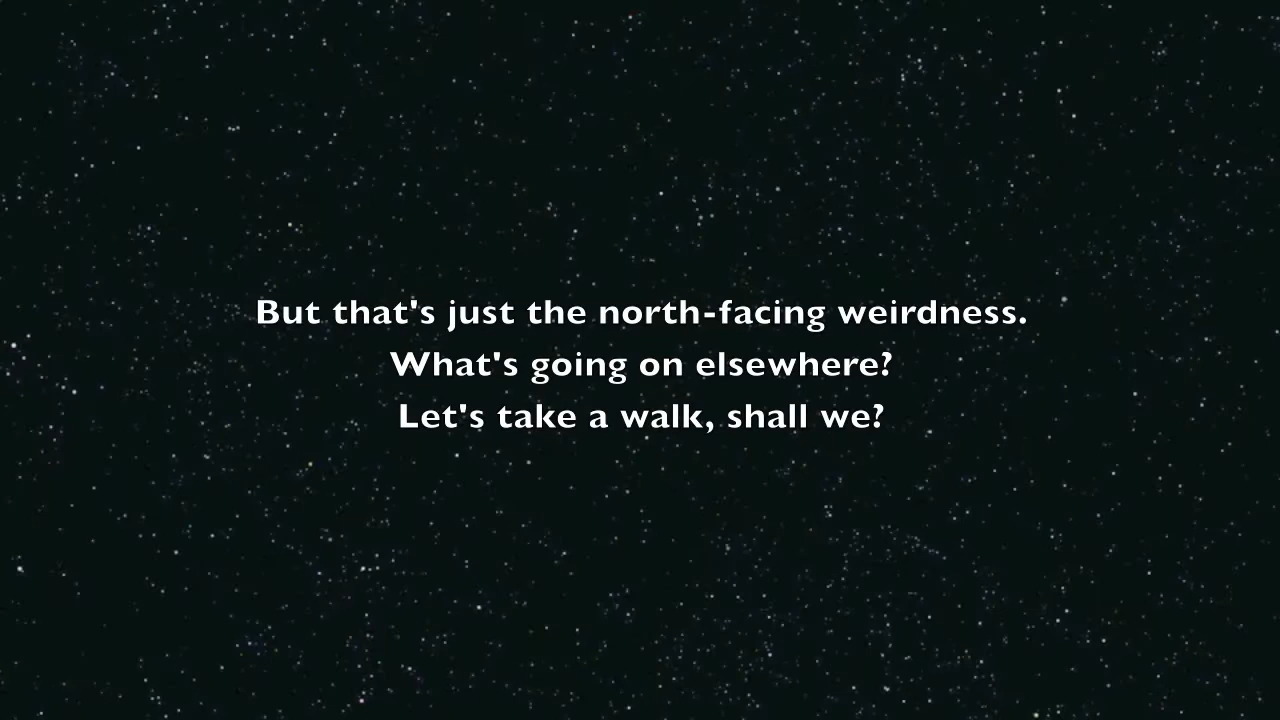 But that's just the north-facing weirdness.
What's going on elsewhere?
Let's take a walk, shall we?